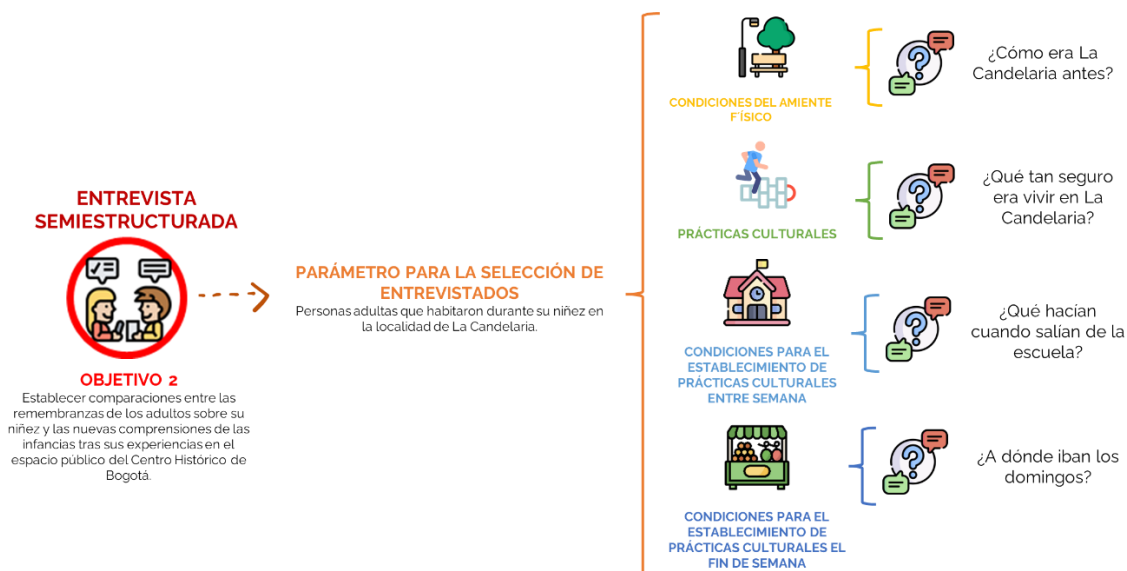 ENTREVISTA
SEMIESTRUCTURADA
OBJETIVO 2
Establecer comparaciones entre las
remembranzas de los adultos sobre su
niñez y las nuevas comprensiones de las
infancias tras sus experiencias en el
espacio público del Centro Histórico de
Bogotá.
PARÁMETRO PARA LA SELECCIÓN DE
ENTREVISTADOS
Personas adultas que habitaron durante su niñez en
la localidad de La Candelaria.
CONDICIONES DEL AMIENTE
F´ÍSICO
¿Cómo era La
Candelaria antes?
PRÁCTICAS CULTURALES
¿Qué tan seguro
era vivir en La
Candelaria?
CONDICIONES PARA EL
ESTABLECIMIENTO DE
PRÁCTICAS CULTURALES
ENTRE SEMANA
¿Qué hacían
cuando salían de la
escuela?
CONDICIONES PARA EL
ESTABLECIMIENTO DE
PRÁCTICAS CULTURALES EL
FIN DE SEMANA
¿A dónde iban los
domingos?